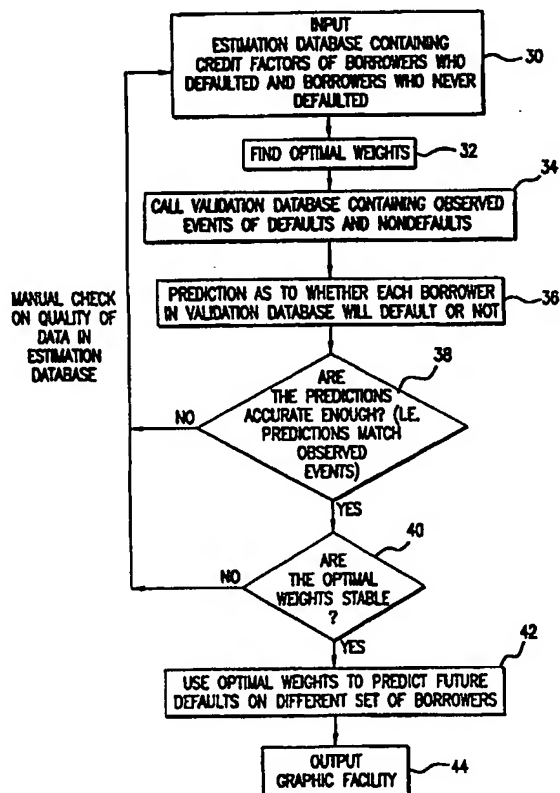 INPUT
ESTIMATION DATABASE CONTAINING
CREDIT FACTORS OF BORROWERS WHO
DEFAULTED AND BORROWERS WHO NEVER
DEFAULTED
30
FIND OPTIMAL WEIGHTS
32
34
CALL VALIDATION DATABASE CONTAINING OBSERVED
EVENTS OF DEFAULTS AND NONDEFAULTS
MANUAL CHECK
ON QUALITY OF
DATA IN
ESTIMATION
DATABASE
PREDICTION AS TO WHETHER EACH BORROWER
IN VALIDATION DATABASE WILL DEFAULT OR NOT
36
38
ARE
THE PREDICTIONS
ACCURATE ENOUGH? (I.E.
PREDICTIONS MATCH
OBSERVED
EVENTS)
NO
YES
40
ARE
THE OPTIMAL
WEIGHTS STABLE
?
NO
YES
42
USE OPTIMAL WEIGHTS TO PREDICT FUTURE
DEFAULTS ON DIFFERENT SET OF BORROWERS
OUTPUT
GRAPHIC FACILITY
44